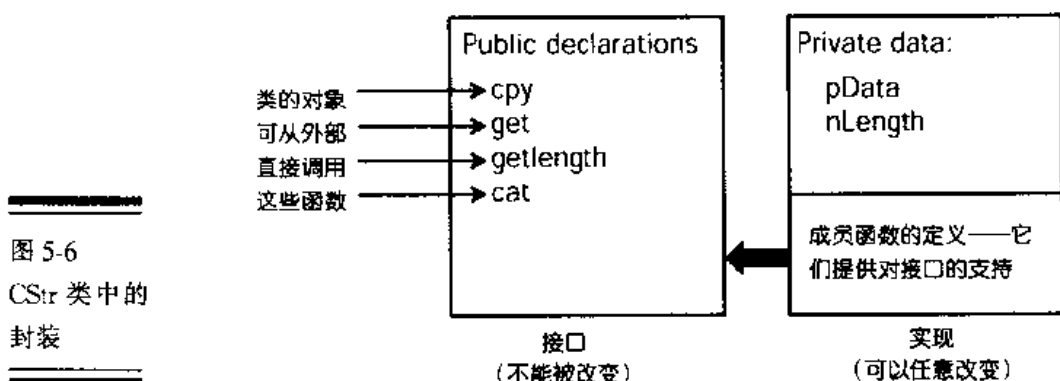 Public declarations
类的对象
cpy
可从外部
get
直接调用
getlength
这些函数
cat
接口
(不能被改变)
Private data:
pData
nLength
成员函数的定义——它
们提供对接口的支持
实现
(可以任意改变)
图 5-6
CStr 类中的
封装